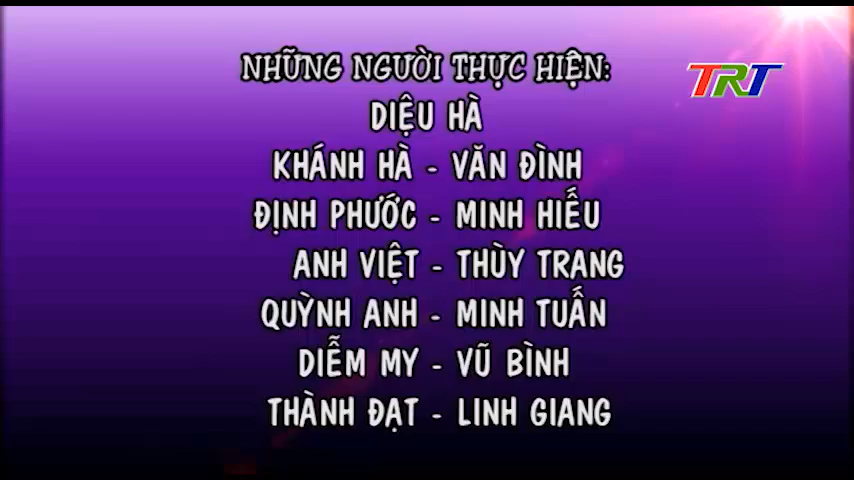 NHỮNG NGƯỜI THỰC HIỆN:
TRT
DIỆU HÀ
KHÁNH HÀ - VĂN ĐÌNH
ĐỊNH PHƯỚC - MINH HIẾU
ANH VIỆT - THÙY TRANG
QUỲNH ANH - MINH TUẤN
DIỄM MY - VŨ BÌNH
THÀNH ĐẠT - LINH GIANG